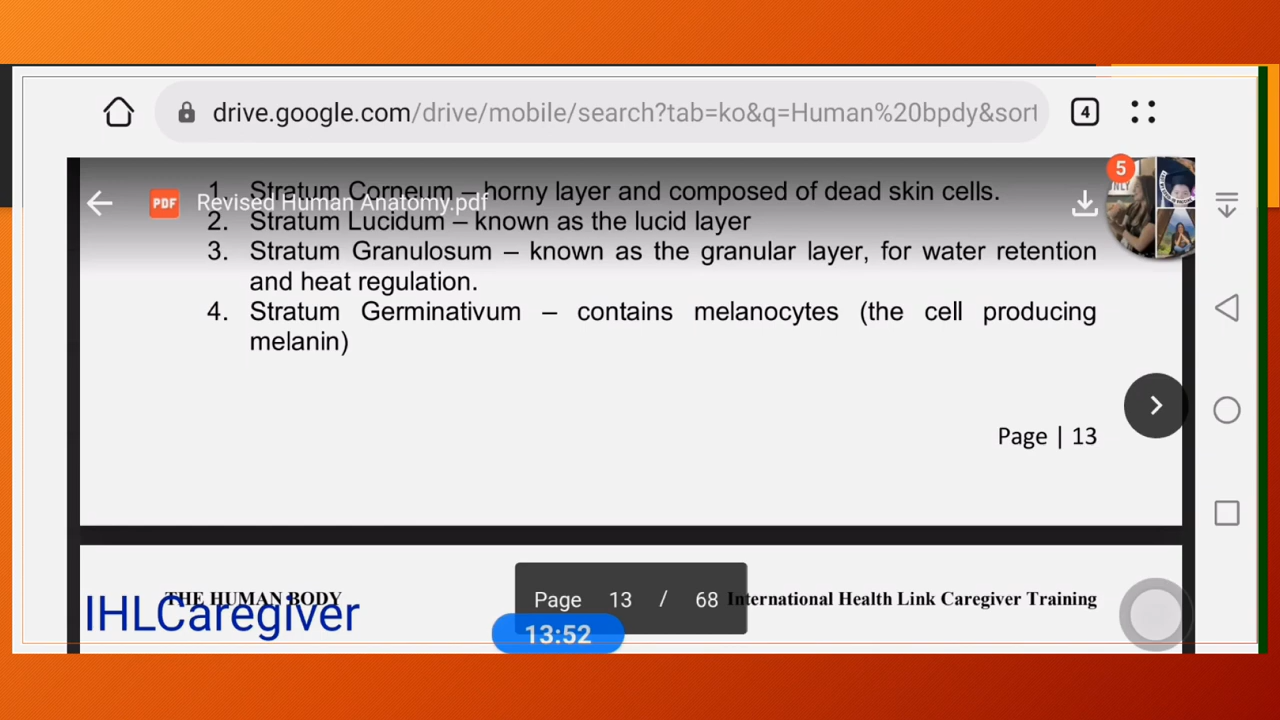 4
drive.google.com/drive/mobile/search?tab=ko&q=Human%20bpdy&sort
5
PDF
Revised Human Anatomy.pdf
1. Stratum Corneum – horny layer and composed of dead skin cells.
2. Stratum Lucidum – known as the lucid layer
3. Stratum Granulosum – known as the granular layer, for water retention
and heat regulation.
4. Stratum Germinativum – contains melanocytes (the cell producing
melanin)
Page | 13
THE HUMAN BODY
International Health Link Caregiver Training
Page 13 / 68
IHLCaregiver
13:52